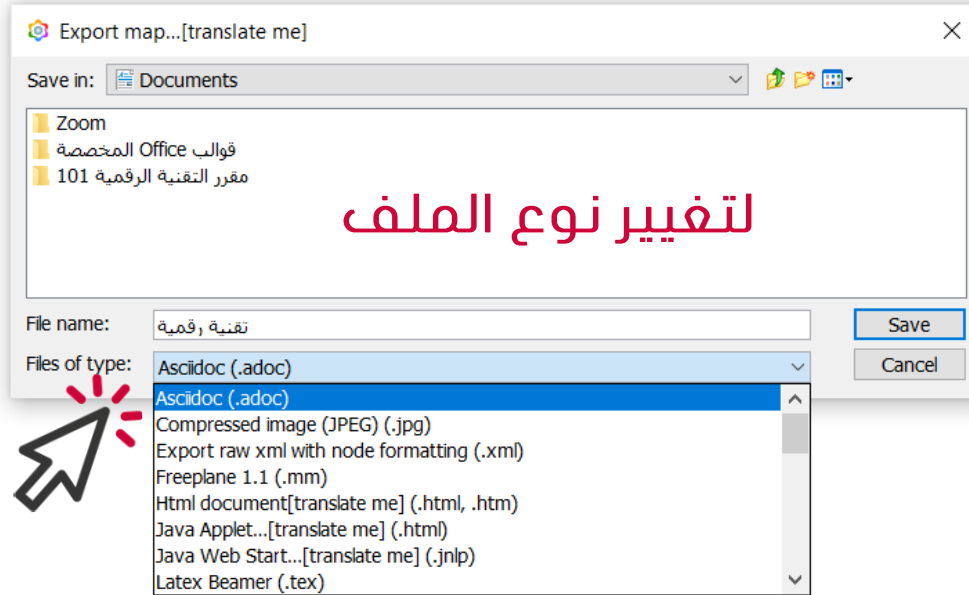 Export map...[translate me]
Save in: Documents
Zoom
قوالب Office المخصصة
مقرر التقنية الرقمية 101
لتغيير نوع الملف
File name: تقنية رقمية Save
Files of type: Asciidoc (.adoc) Cancel
Asciidoc (.adoc)
Compressed image (JPEG) (.jpg)
Export raw xml with node formatting (.xml)
Freeplane 1.1 (.mm)
Html document[translate me] (.html, .htm)
Java Applet...[translate me] (.html)
Java Web Start...[translate me] (.jnlp)
Latex Beamer (.tex)